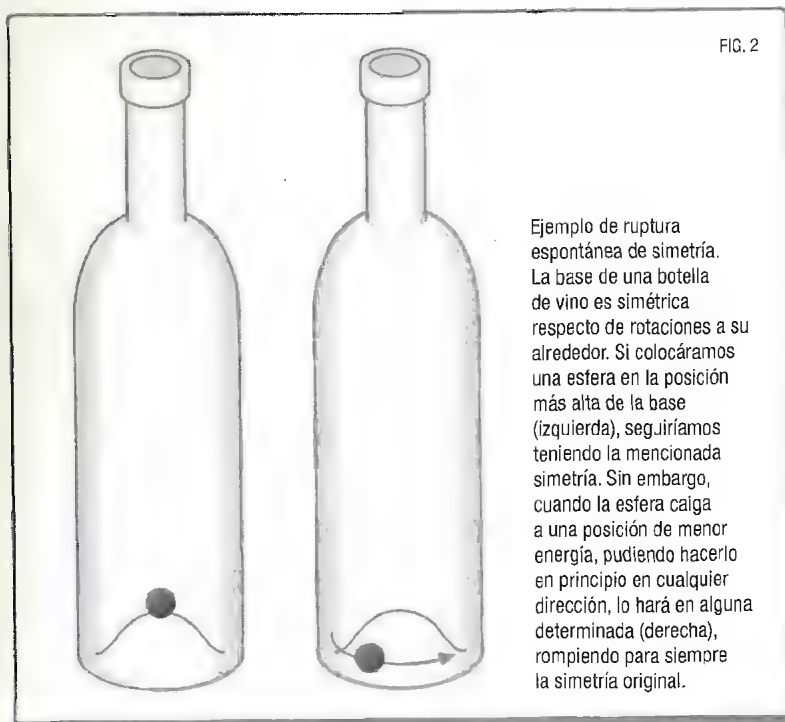 FIG. 2
Ejemplo de ruptura
espontánea de simetría.
La base de una botella
de vino es simétrica
respecto de rotaciones a su
alrededor. Si colocáramos
una esfera en la posición
más alta de la base
(izquierda), seguiríamos
teniendo la mencionada
simetría. Sin embargo,
cuando la esfera caiga
a una posición de menor
energía, pudiendo hacerlo
en principio en cualquier
dirección, lo hará en alguna
determinada (derecha),
rompiendo para siempre
la simetría original.